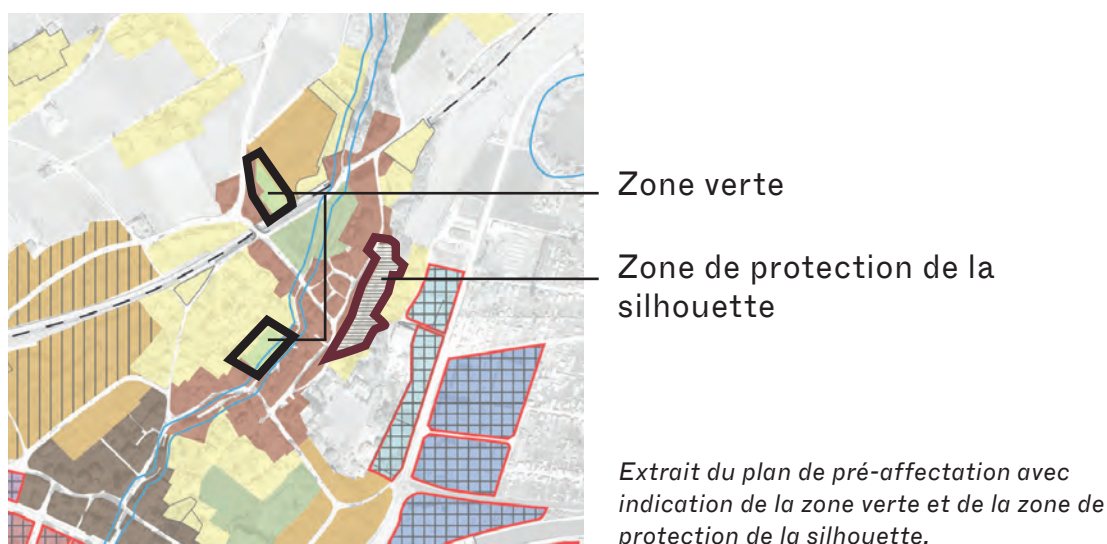 Zone verte
Zone de protection de la
silhouette
Extrait du plan de pré-affectation avec
indication de la zone verte et de la zone de
protection de la silhouette.